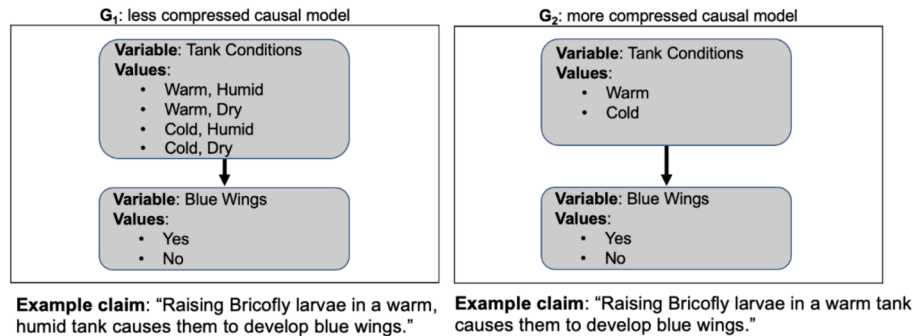 G₁: less compressed causal model
Variable: Tank Conditions
Values:
• Warm, Humid
• Warm, Dry
• Cold, Humid
• Cold, Dry
Variable: Blue Wings
Values:
• Yes
• No
Example claim: “Raising Bricofly larvae in a warm,
humid tank causes them to develop blue wings.”
G₂: more compressed causal model
Variable: Tank Conditions
Values:
• Warm
• Cold
Variable: Blue Wings
Values:
• Yes
• No
Example claim: “Raising Bricofly larvae in a warm tank
causes them to develop blue wings.”